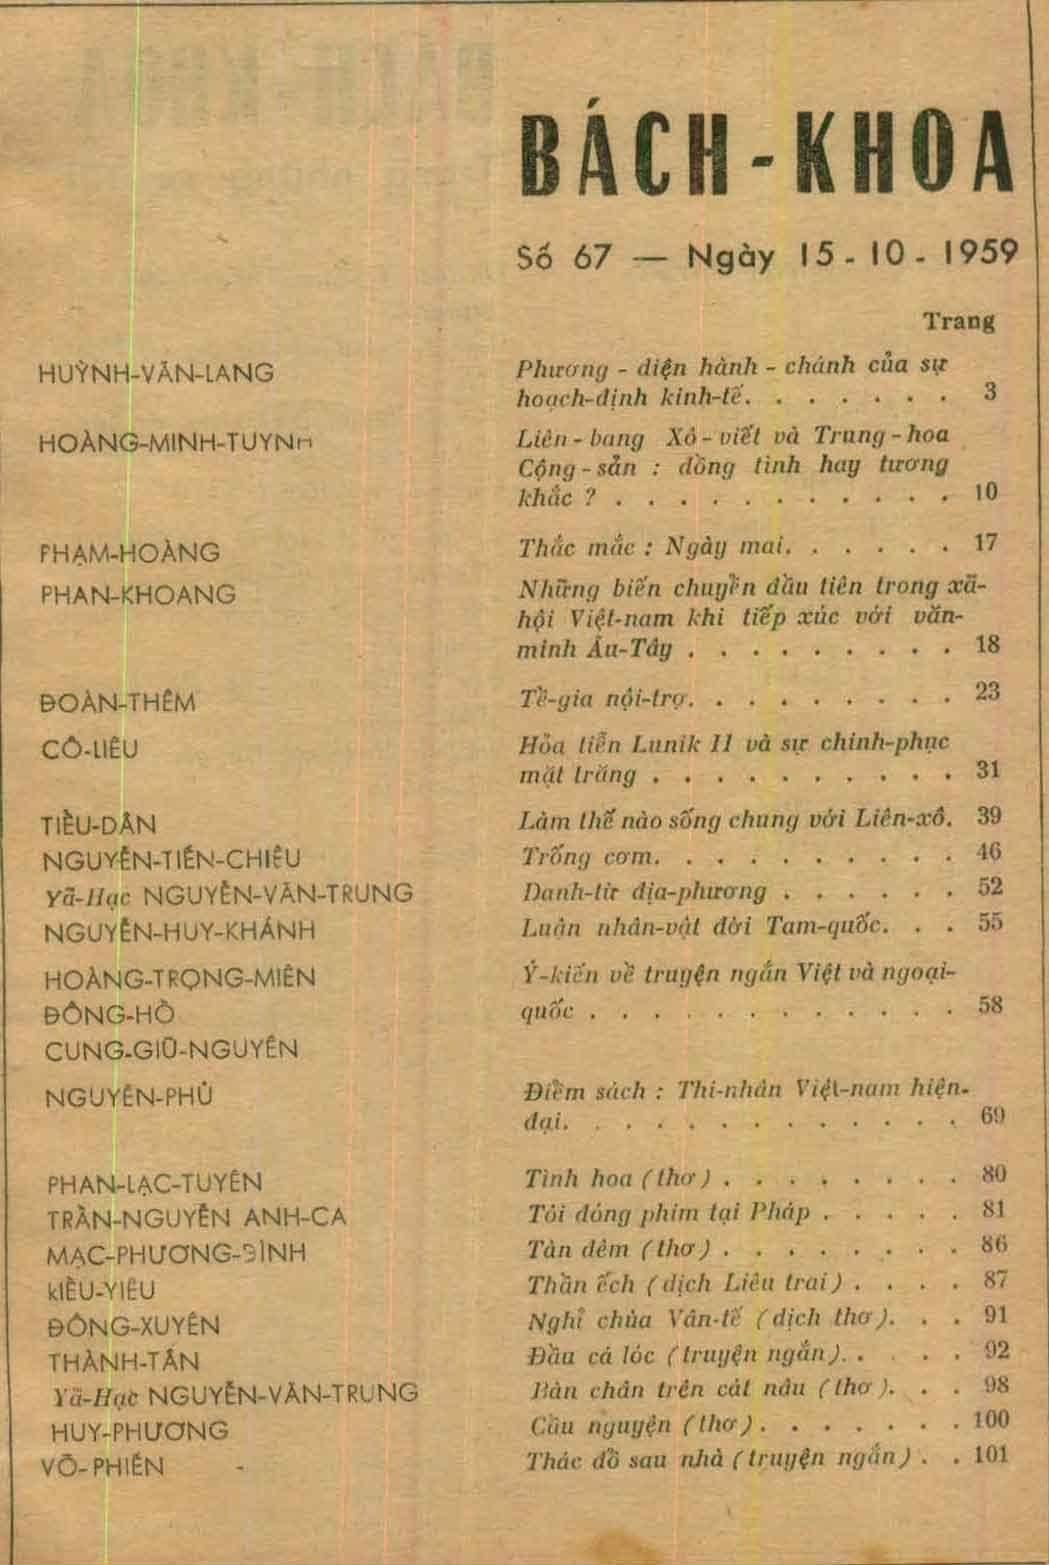 BÁCH - KHOA
Số 67 — Ngày 15 - 10 - 1959
Trang
HUỲNH-VĂN-LANG Phương - diện hành - chánh của sự
hoạch-định kinh-tế. . . . . . . 3
HOÀNG-MINH-TUYNH Liên - bang Xô - viết và Trung - hoa
Cộng - sản : đồng tình hay tương
khắc ? . . . . . . . . . . . 10
PHẠM-HOÀNG Thắc mắc : Ngày mai. . . . . . 17
PHAN-KHOANG Những biến chuyển đầu tiên trong xã-
hội Việt-nam khi tiếp xúc với văn-
minh Âu-Tây . . . . . . . . . 18
ĐOÀN-THÊM Tề-gia nội-trợ. . . . . . . . . 23
CÔ-LIÊU Hỏa tiễn Lunik II và sự chinh-phục
mặt trăng . . . . . . . . . . 31
TIỂU-DÂN Làm thế nào sống chung với Liên-xô. 39
NGUYỄN-TIẾN-CHIÊU Trống cơm. . . . . . . . . . 46
Yã-Hạc NGUYỄN-VĂN-TRUNG Danh-từ địa-phương . . . . . . 52
NGUYỄN-HUY-KHÁNH Luận nhân-vật đời Tam-quốc. . . 55
HOÀNG-TRỌNG-MIÊN Ý-kiến về truyện ngắn Việt và ngoại-
ĐÔNG-HỒ quốc . . . . . . . . . . . . 58
CUNG-GIŨ-NGUYÊN
NGUYÊN-PHỦ Điểm sách : Thi-nhân Việt-nam hiện-
đại. . . . . . . . . . . . . 69
PHAN-LẠC-TUYÊN Tình hoa (thơ) . . . . . . . . 80
TRẦN-NGUYỄN ANH-CA Tôi đóng phim tại Pháp . . . . . 81
MẠC-PHƯƠNG-ĐÌNH Tàn đêm (thơ) . . . . . . . . 86
KIỀU-YIÊU Thần ếch (dịch Liêu trai) . . . . 87
ĐÔNG-XUYÊN Nghỉ chùa Vân-tê (dịch thơ). . . 91
THÀNH-TÂN Đầu cá lóc (truyện ngắn). . . . . 92
Yã-Hạc NGUYỄN-VĂN-TRUNG Bàn chân trên cát nâu (thơ). . . 98
HUY-PHƯƠNG Cầu nguyện (thơ). . . . . . . 100
VÕ-PHIẾN Thác đổ sau nhà (truyện ngắn) . . 101